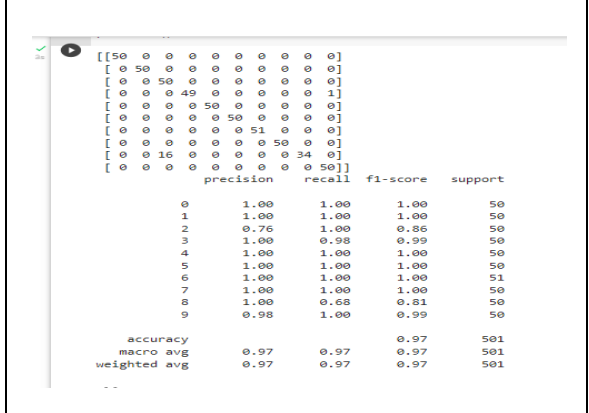 [[50 0 0 0 0 0 0 0 0 0]
[ 0 50 0 0 0 0 0 0 0 0]
[ 0 0 50 0 0 0 0 0 0 0]
[ 0 0 0 49 0 0 0 0 0 1]
[ 0 0 0 0 50 0 0 0 0 0]
[ 0 0 0 0 0 50 0 0 0 0]
[ 0 0 0 0 0 0 51 0 0 0]
[ 0 0 0 0 0 0 0 50 0 0]
[ 0 0 16 0 0 0 0 0 34 0]
[ 0 0 0 0 0 0 0 0 0 50]]
precision recall f1-score support
0 1.00 1.00 1.00 50
1 1.00 1.00 1.00 50
2 0.76 1.00 0.86 50
3 1.00 0.98 0.99 50
4 1.00 1.00 1.00 50
5 1.00 1.00 1.00 50
6 1.00 1.00 1.00 51
7 1.00 1.00 1.00 50
8 1.00 0.68 0.81 50
9 0.98 1.00 0.99 50
accuracy 0.97 501
macro avg 0.97 0.97 0.97 501
weighted avg 0.97 0.97 0.97 501